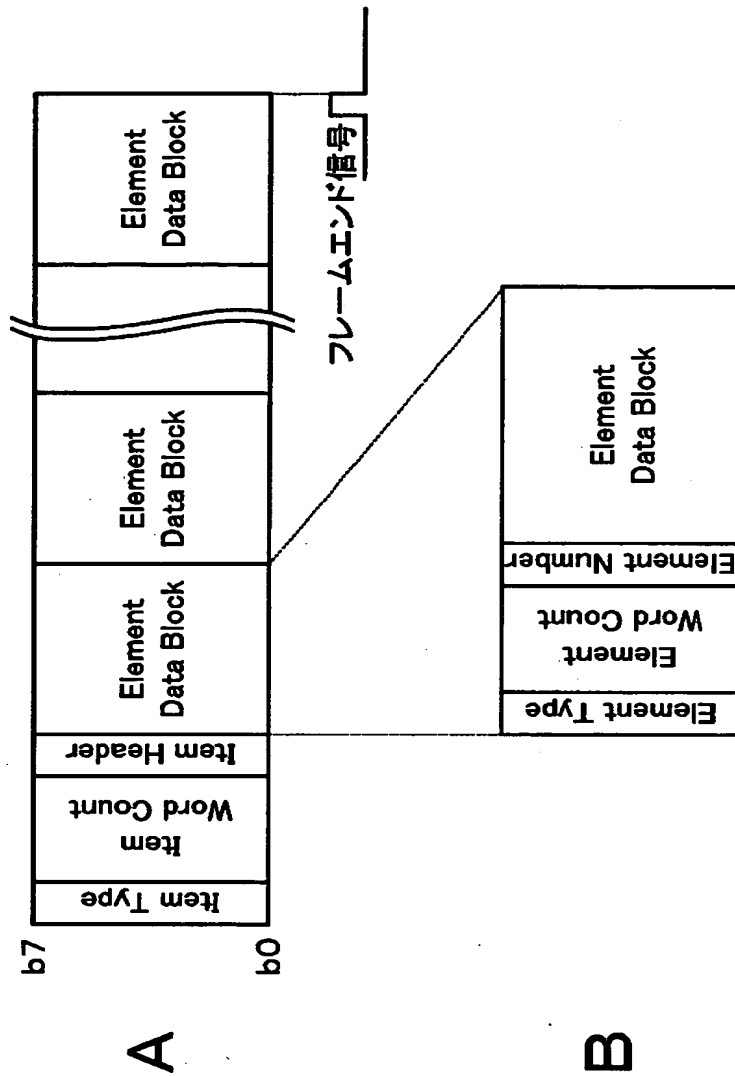 A
b7
b0
Item Type
Item
Word Count
Item Header
Element
Data Block
Element
Data Block
Element
Data Block
フレームエンド信号
B
Element Type
Element
Word Count
Element Number
Element
Data Block